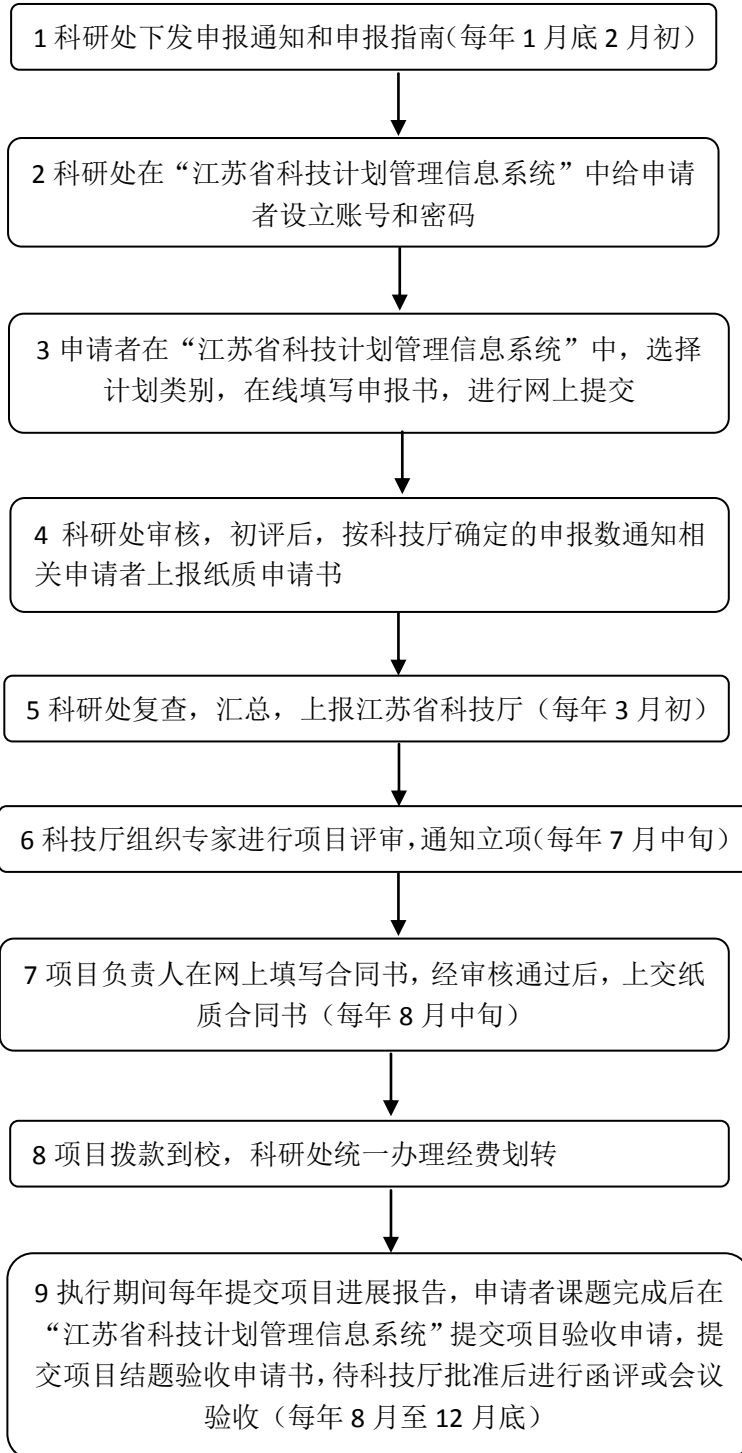 1 科研处下发申报通知和申报指南(每年 1 月底 2 月初)
2 科研处在“江苏省科技计划管理信息系统”中给申请
者设立账号和密码
3 申请者在“江苏省科技计划管理信息系统”中，选择
计划类别，在线填写申报书，进行网上提交
4 科研处审核，初评后，按科技厅确定的申报数通知相
关申请者上报纸质申请书
5 科研处复查，汇总，上报江苏省科技厅（每年 3 月初）
6 科技厅组织专家进行项目评审,通知立项(每年 7 月中旬)
7 项目负责人在网上填写合同书，经审核通过后，上交纸
质合同书（每年 8 月中旬）
8 项目拨款到校，科研处统一办理经费划转
9 执行期间每年提交项目进展报告，申请者课题完成后在
“江苏省科技计划管理信息系统”提交项目验收申请，提
交项目结题验收申请书，待科技厅批准后进行函评或会议
验收（每年 8 月至 12 月底）